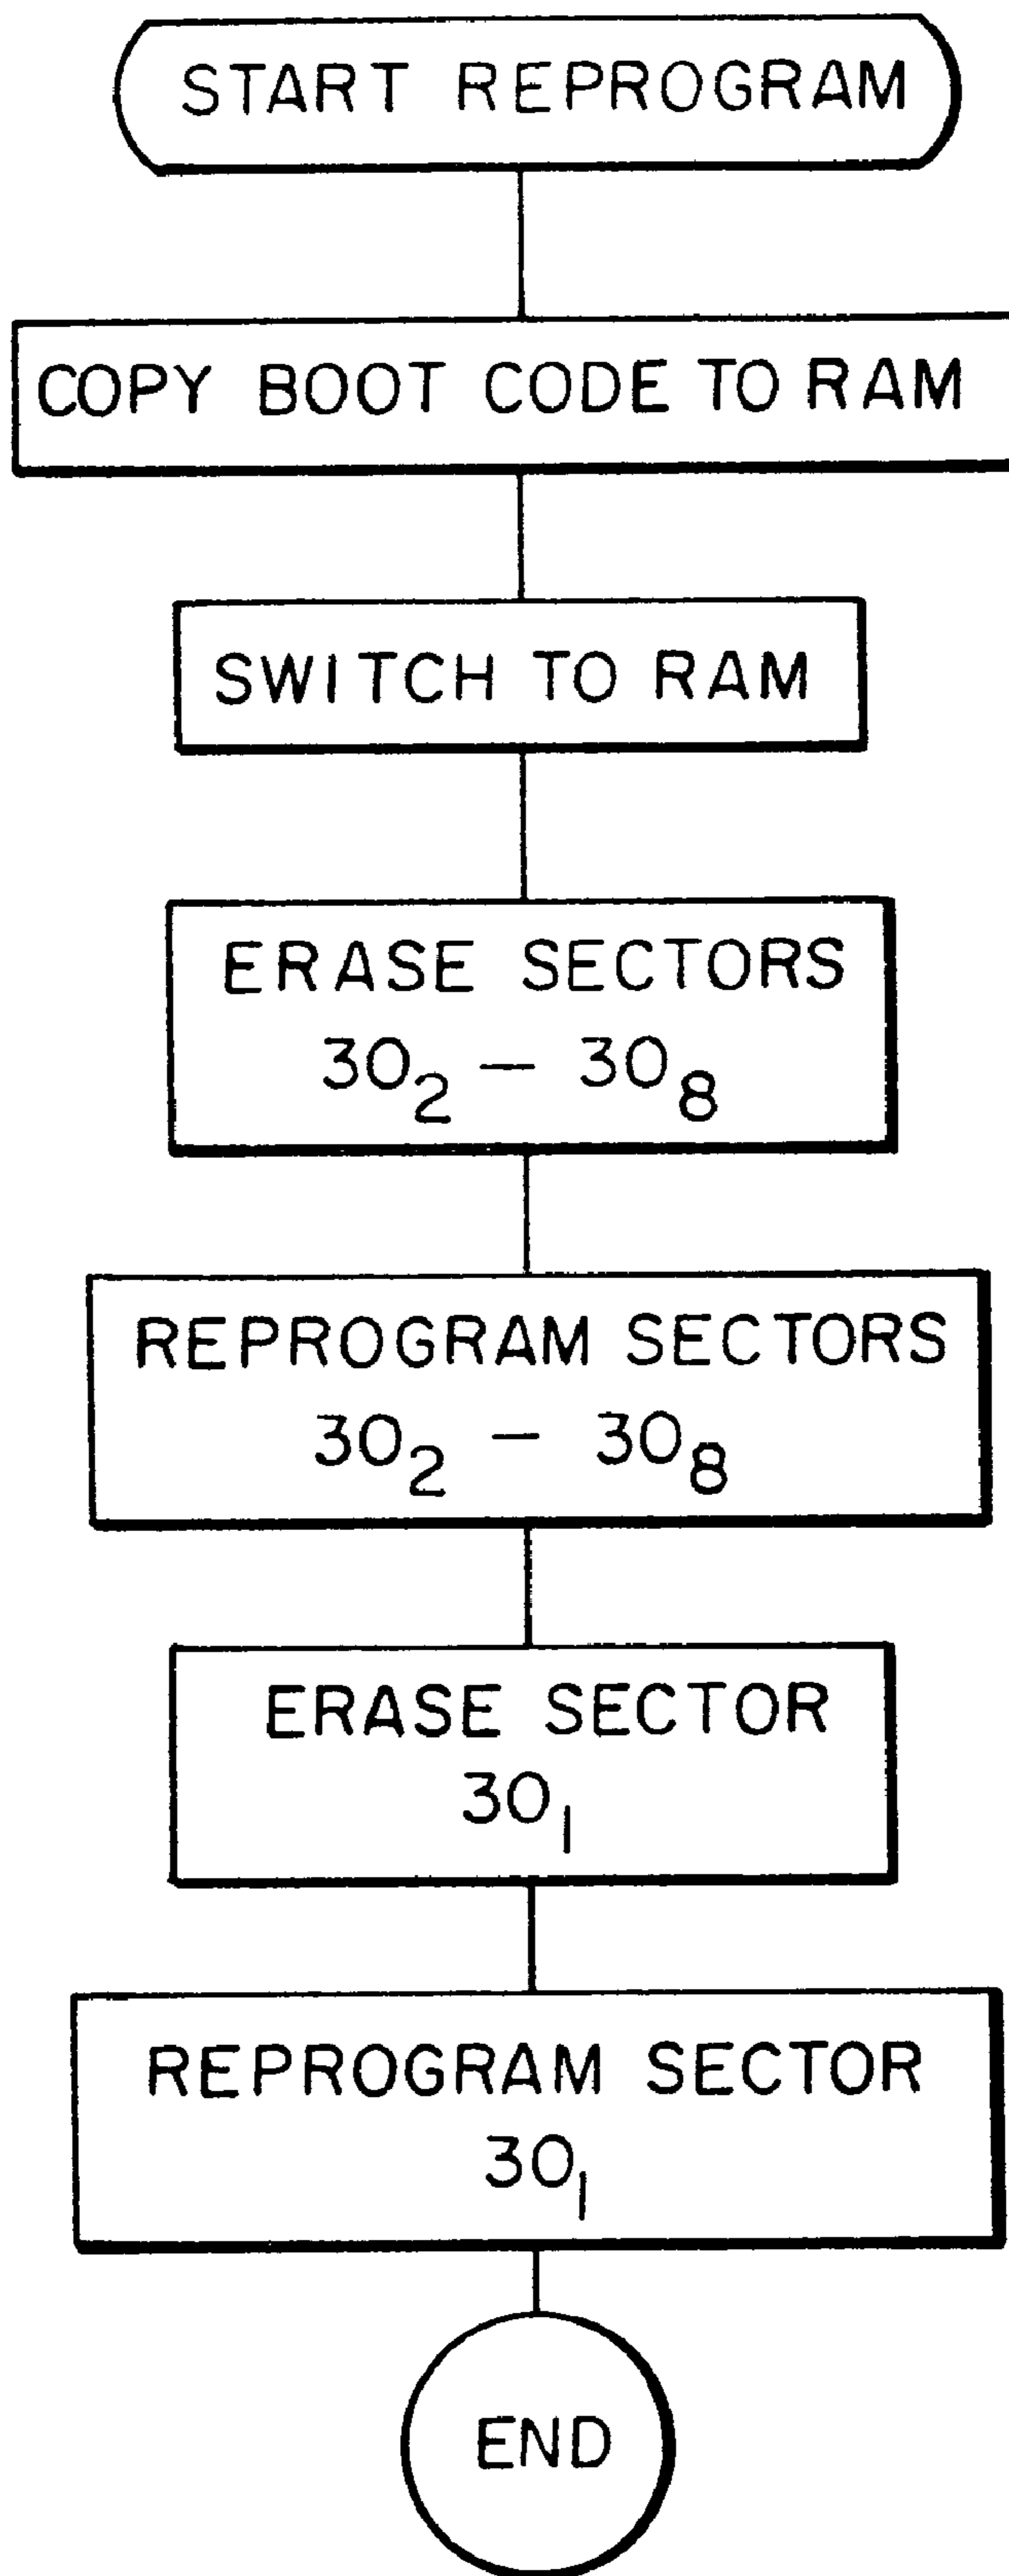 START REPROGRAM
COPY BOOT CODE TO RAM
SWITCH TO RAM
ERASE SECTORS
30₂ — 30₈
REPROGRAM SECTORS
30₂ – 30₈
ERASE SECTOR
30₁
REPROGRAM SECTOR
30₁
END